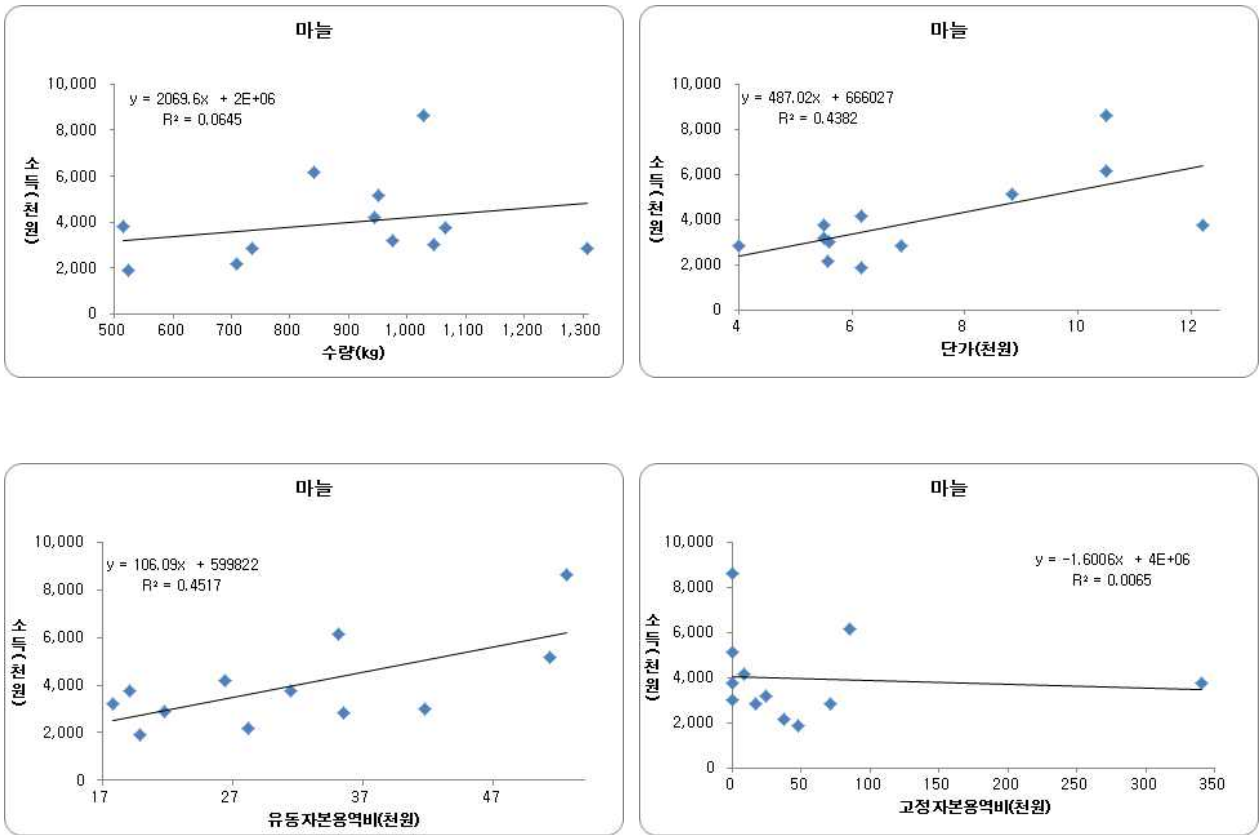 마늘
10,000
8,000
6,000
4,000
2,000
0
소득(천원)
y = 2069.6x + 2E+06
R² = 0.0645
500 600 700 800 900 1,000 1,100 1,200 1,300
수량(kg)
마늘
10,000
8,000
6,000
4,000
2,000
0
소득(천원)
y = 487.02x + 666027
R² = 0.4382
4 6 8 10 12
단가(천원)
마늘
10,000
8,000
6,000
4,000
2,000
0
소득(천원)
y = 106.09x + 599822
R² = 0.4517
17 27 37 47
유동자본용역비(천원)
마늘
10,000
8,000
6,000
4,000
2,000
0
소득(천원)
y = -1.6006x + 4E+06
R² = 0.0065
0 50 100 150 200 250 300 350
고정자본용역비(천원)